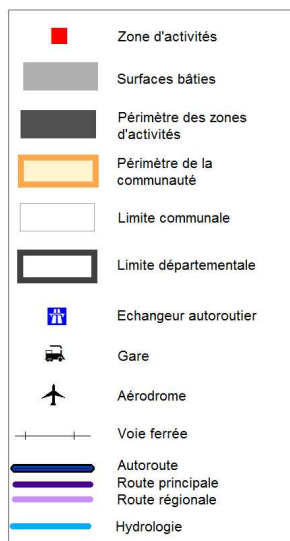 Zone d'activités
Surfaces bâties
Périmètre des zones
d'activités
Périmètre de la
communauté
Limite communale
Limite départementale
Echangeur autoroutier
Gare
Aérodrome
Voie ferrée
Autoroute
Route principale
Route régionale
Hydrologie